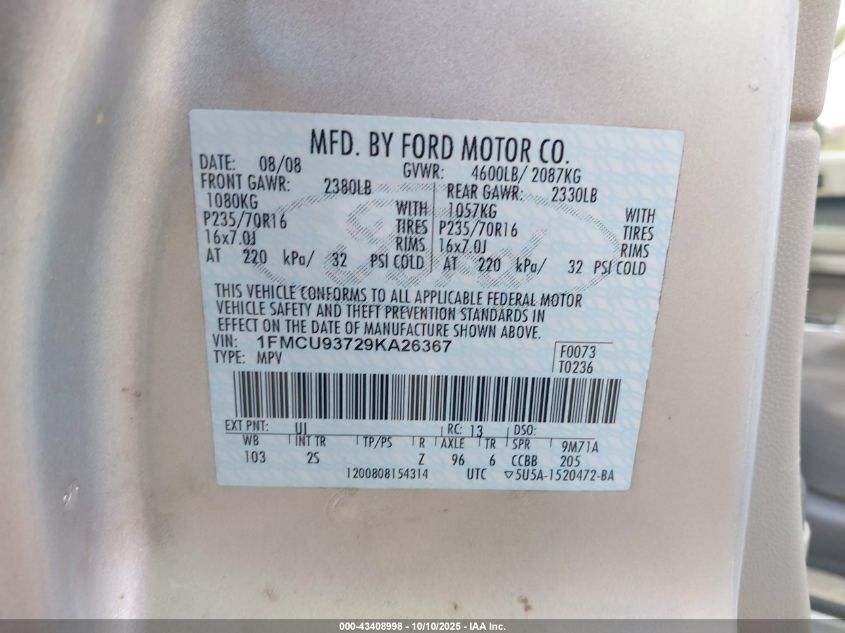 MFD. BY FORD MOTOR CO.
DATE: 08/08 GVWR: 4600LB/ 2087KG
FRONT GAWR: 2380LB REAR GAWR: 2330LB
1080KG WITH 1057KG WITH
P235/70R16 TIRES P235/70R16 TIRES
16x7.0J RIMS 16x7.0J RIMS
AT 220 kPa/ 32 PSI COLD AT 220 kPa/ 32 PSI COLD
Ford
THIS VEHICLE CONFORMS TO ALL APPLICABLE FEDERAL MOTOR
VEHICLE SAFETY AND THEFT PREVENTION STANDARDS IN
EFFECT ON THE DATE OF MANUFACTURE SHOWN ABOVE.
VIN: 1FMCU93729KA26367 F0073
TYPE: MPV T0236
EXT PNT: UJ RC: 13 DSO:
WB INT TR TP/PS R AXLE TR SPR 9M71A
103 2S Z 96 6 CCBB 205
1200808154314 UTC ▽5U5A-1520472-BA
000-43408998 - 10/10/2025 - IAA Inc.